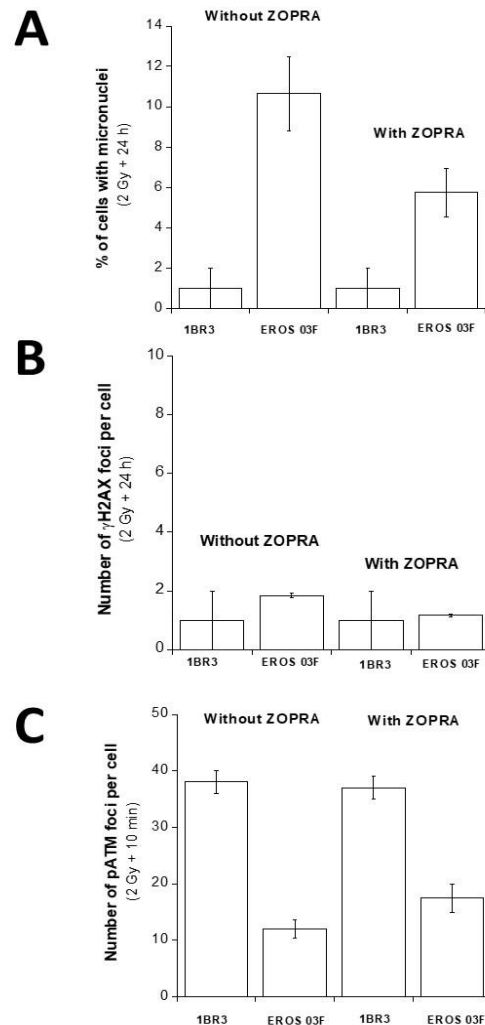 A
Without ZOPRA
With ZOPRA
% of cells with micronuclei
(2 Gy + 24 h)
14
12
10
8
6
4
2
0
1BR3 EROS 03F 1BR3 EROS 03F
B
Without ZOPRA
With ZOPRA
Number of γH2AX foci per cell
(2 Gy + 24 h)
10
8
6
4
2
0
1BR3 EROS 03F 1BR3 EROS 03F
C
Without ZOPRA With ZOPRA
Number of pATM foci per cell
(2 Gy + 10 min)
50
40
30
20
10
0
1BR3 EROS 03F 1BR3 EROS 03F